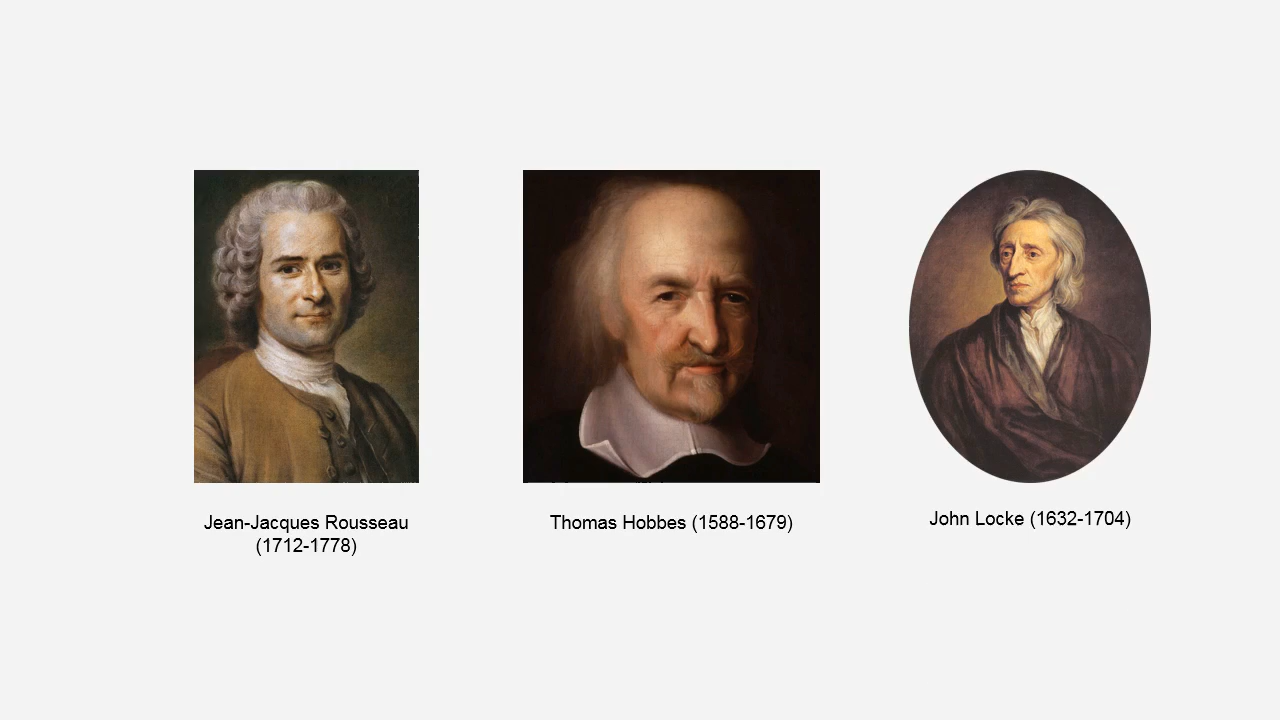 Jean-Jacques Rousseau
(1712-1778)
Thomas Hobbes (1588-1679)
John Locke (1632-1704)